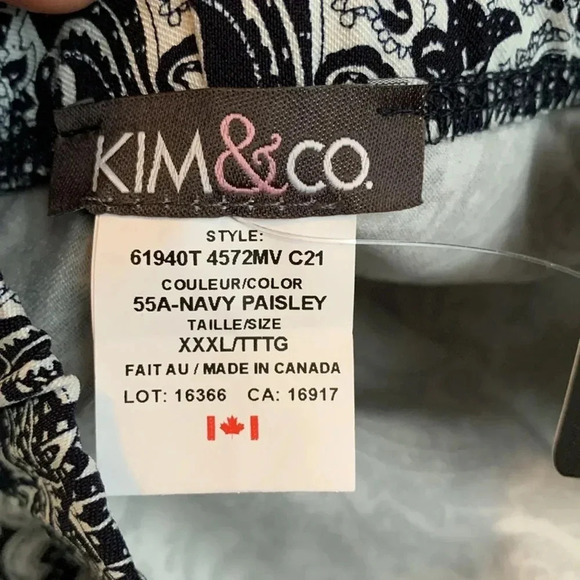 KIM&CO.
STYLE:
61940T 4572MV C21
COULEUR/COLOR
55A-NAVY PAISLEY
TAILLE/SIZE
XXXL/TTTG
FAIT AU / MADE IN CANADA
LOT: 16366 CA: 16917